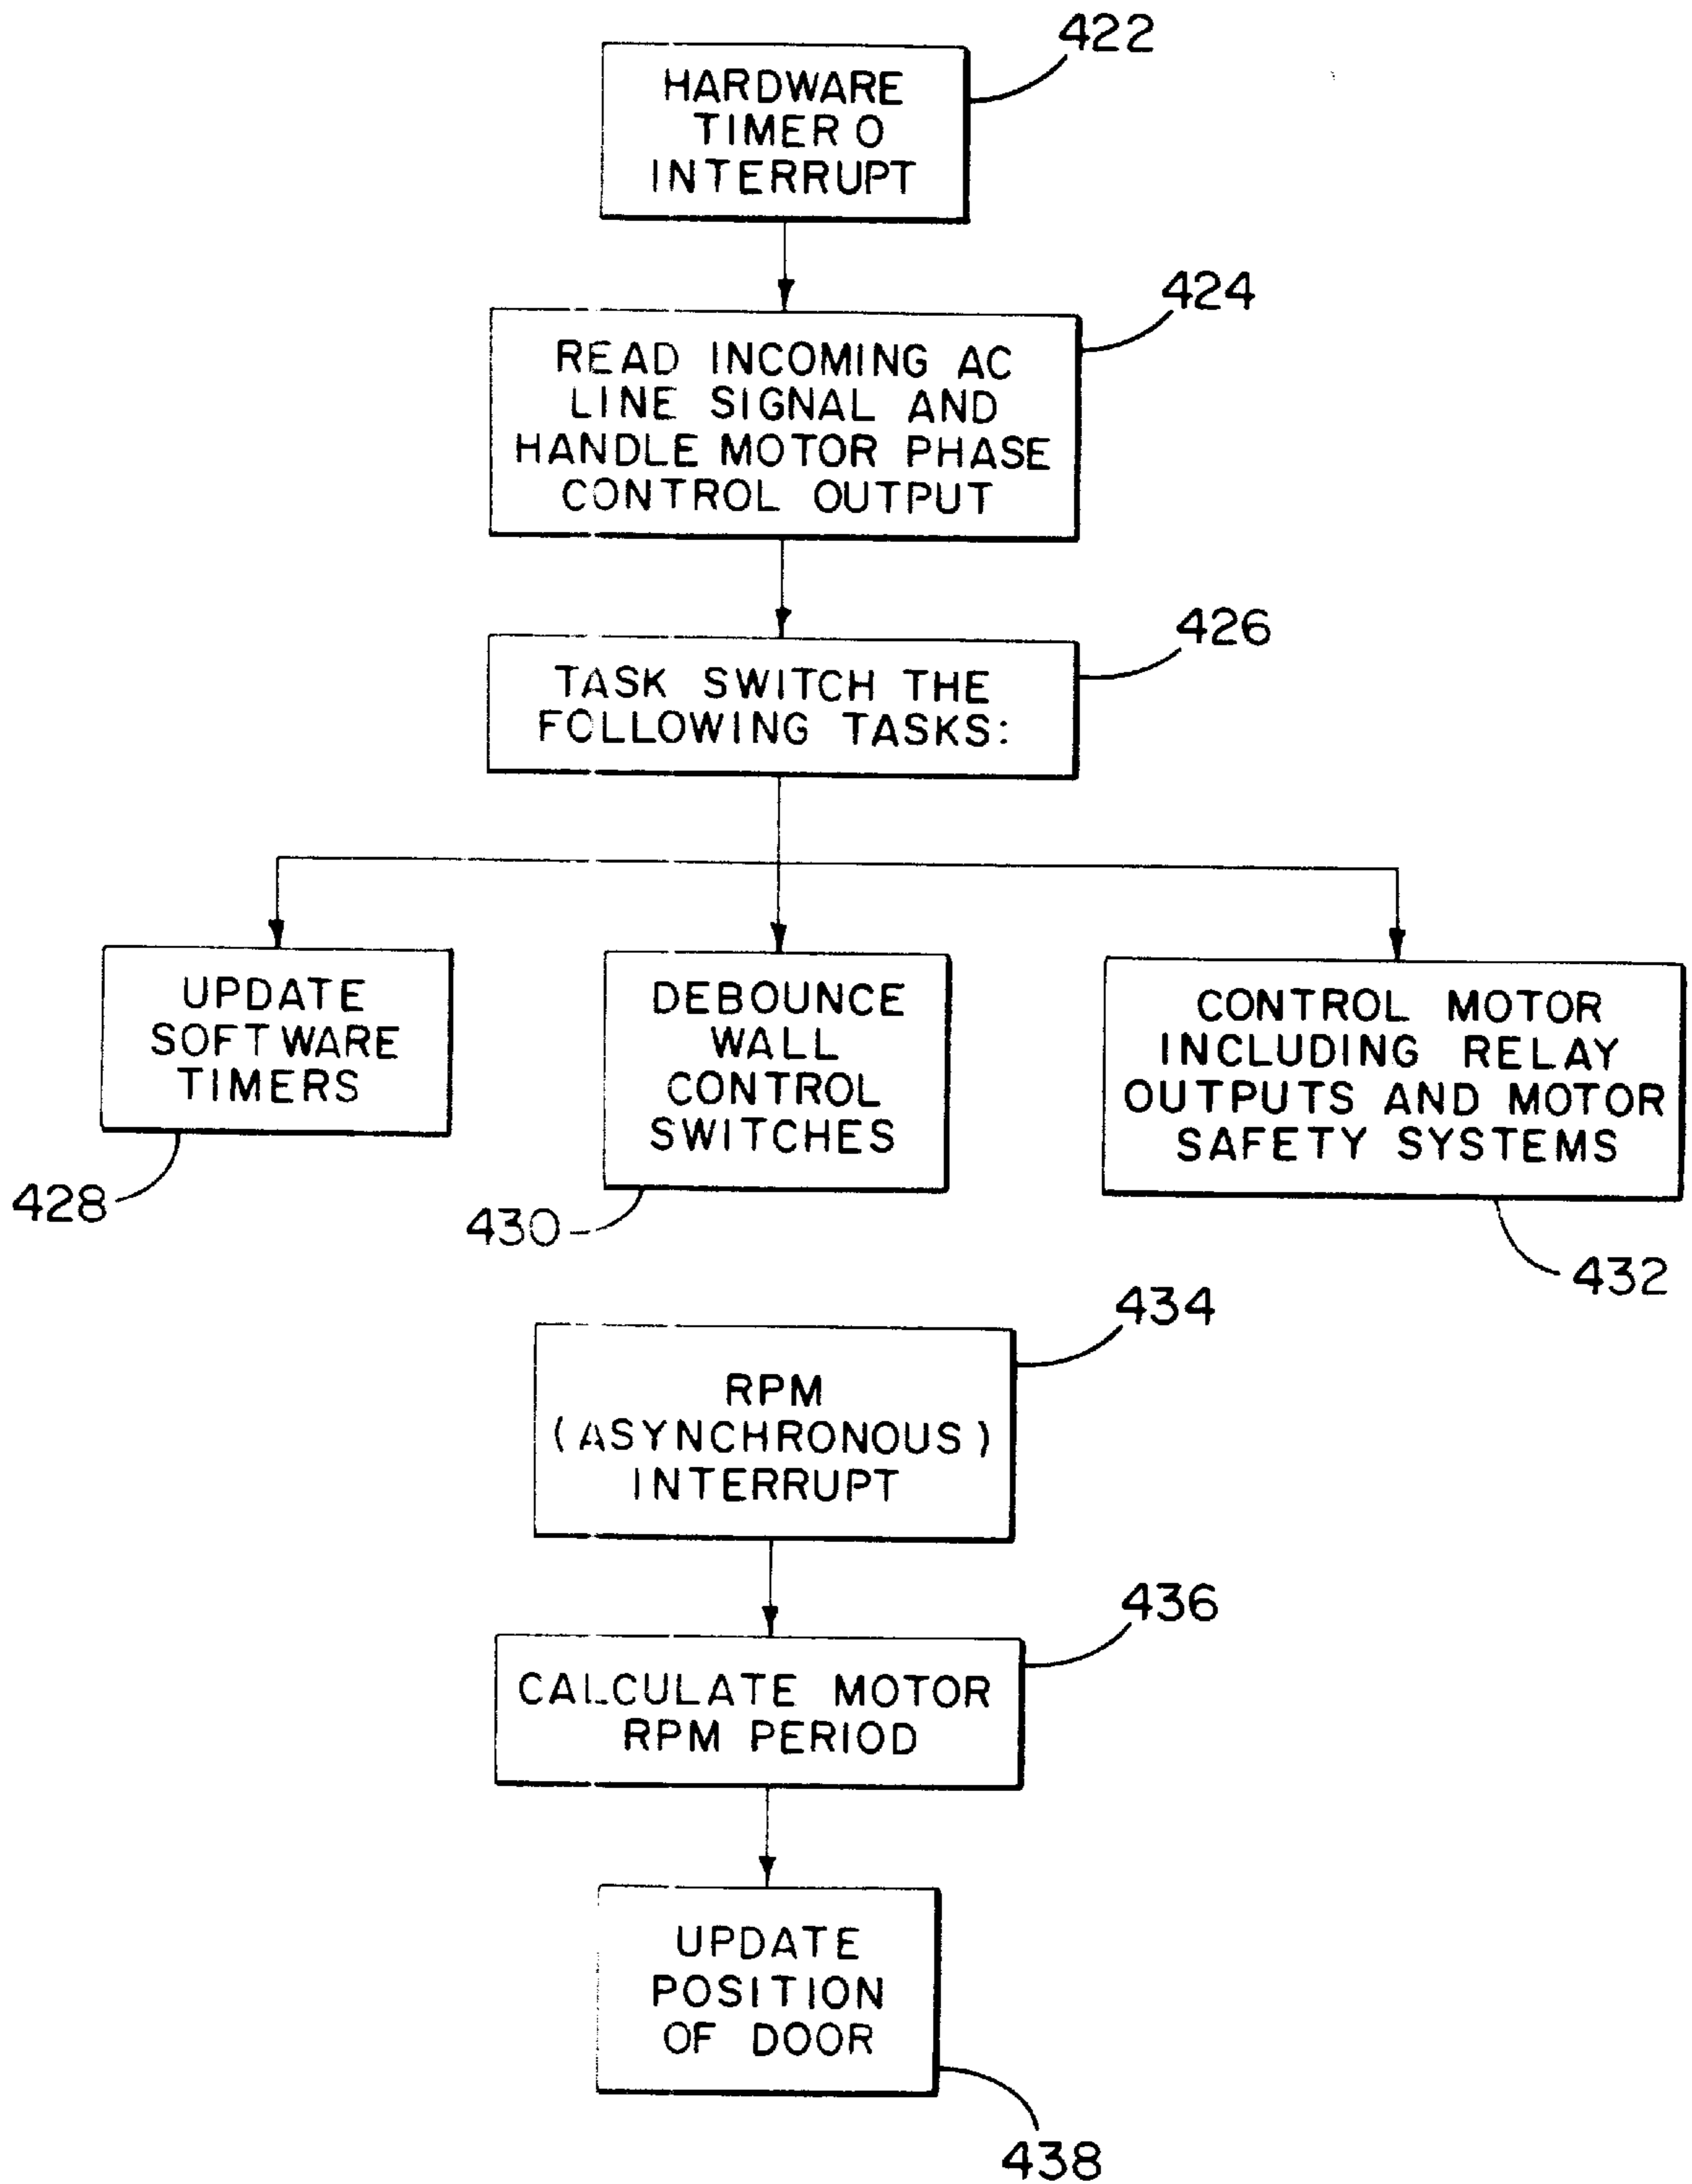 422
HARDWARE
TIMER 0
INTERRUPT
424
READ INCOMING AC
LINE SIGNAL AND
HANDLE MOTOR PHASE
CONTROL OUTPUT
426
TASK SWITCH THE
FOLLOWING TASKS:
UPDATE
SOFTWARE
TIMERS
428
DEBOUNCE
WALL
CONTROL
SWITCHES
430
CONTROL MOTOR
INCLUDING RELAY
OUTPUTS AND MOTOR
SAFETY SYSTEMS
432
434
RPM
(ASYNCHRONOUS)
INTERRUPT
436
CALCULATE MOTOR
RPM PERIOD
UPDATE
POSITION
OF DOOR
438